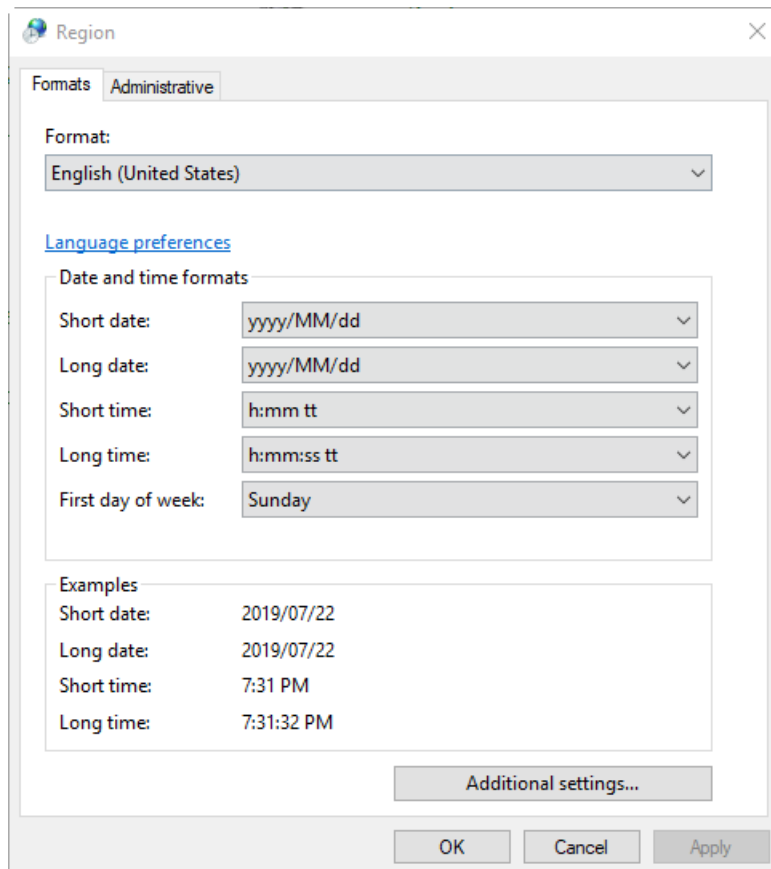 Region
Formats Administrative
Format:
English (United States)
Language preferences
Date and time formats
Short date: yyyy/MM/dd
Long date: yyyy/MM/dd
Short time: h:mm tt
Long time: h:mm:ss tt
First day of week: Sunday
Examples
Short date: 2019/07/22
Long date: 2019/07/22
Short time: 7:31 PM
Long time: 7:31:32 PM
Additional settings...
OK Cancel Apply